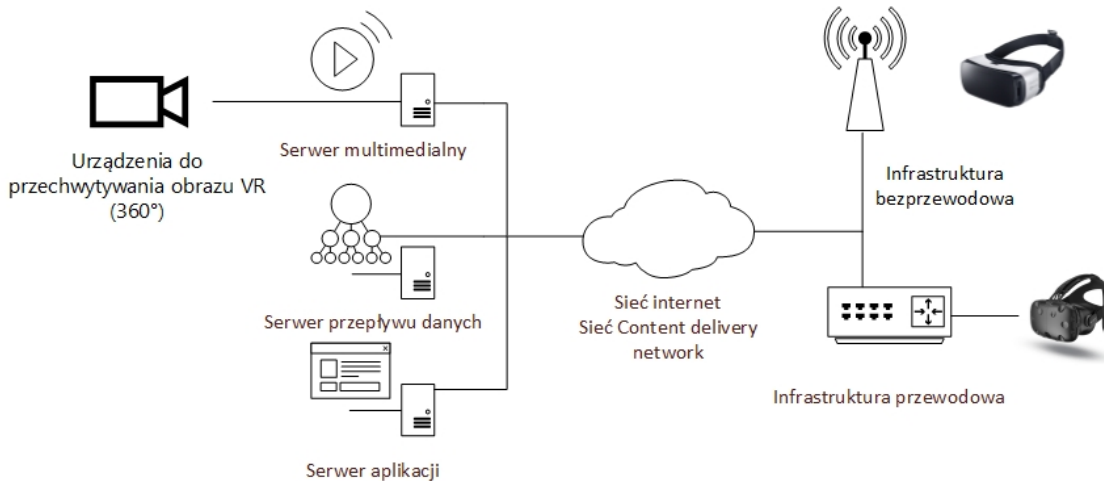 Urządzenia do
przechwytywania obrazu VR
(360°)
Serwer multimedialny
Serwer przepływu danych
Serwer aplikacji
Sieć internet
Sieć Content delivery
network
Infrastruktura
bezprzewodowa
Infrastruktura przewodowa